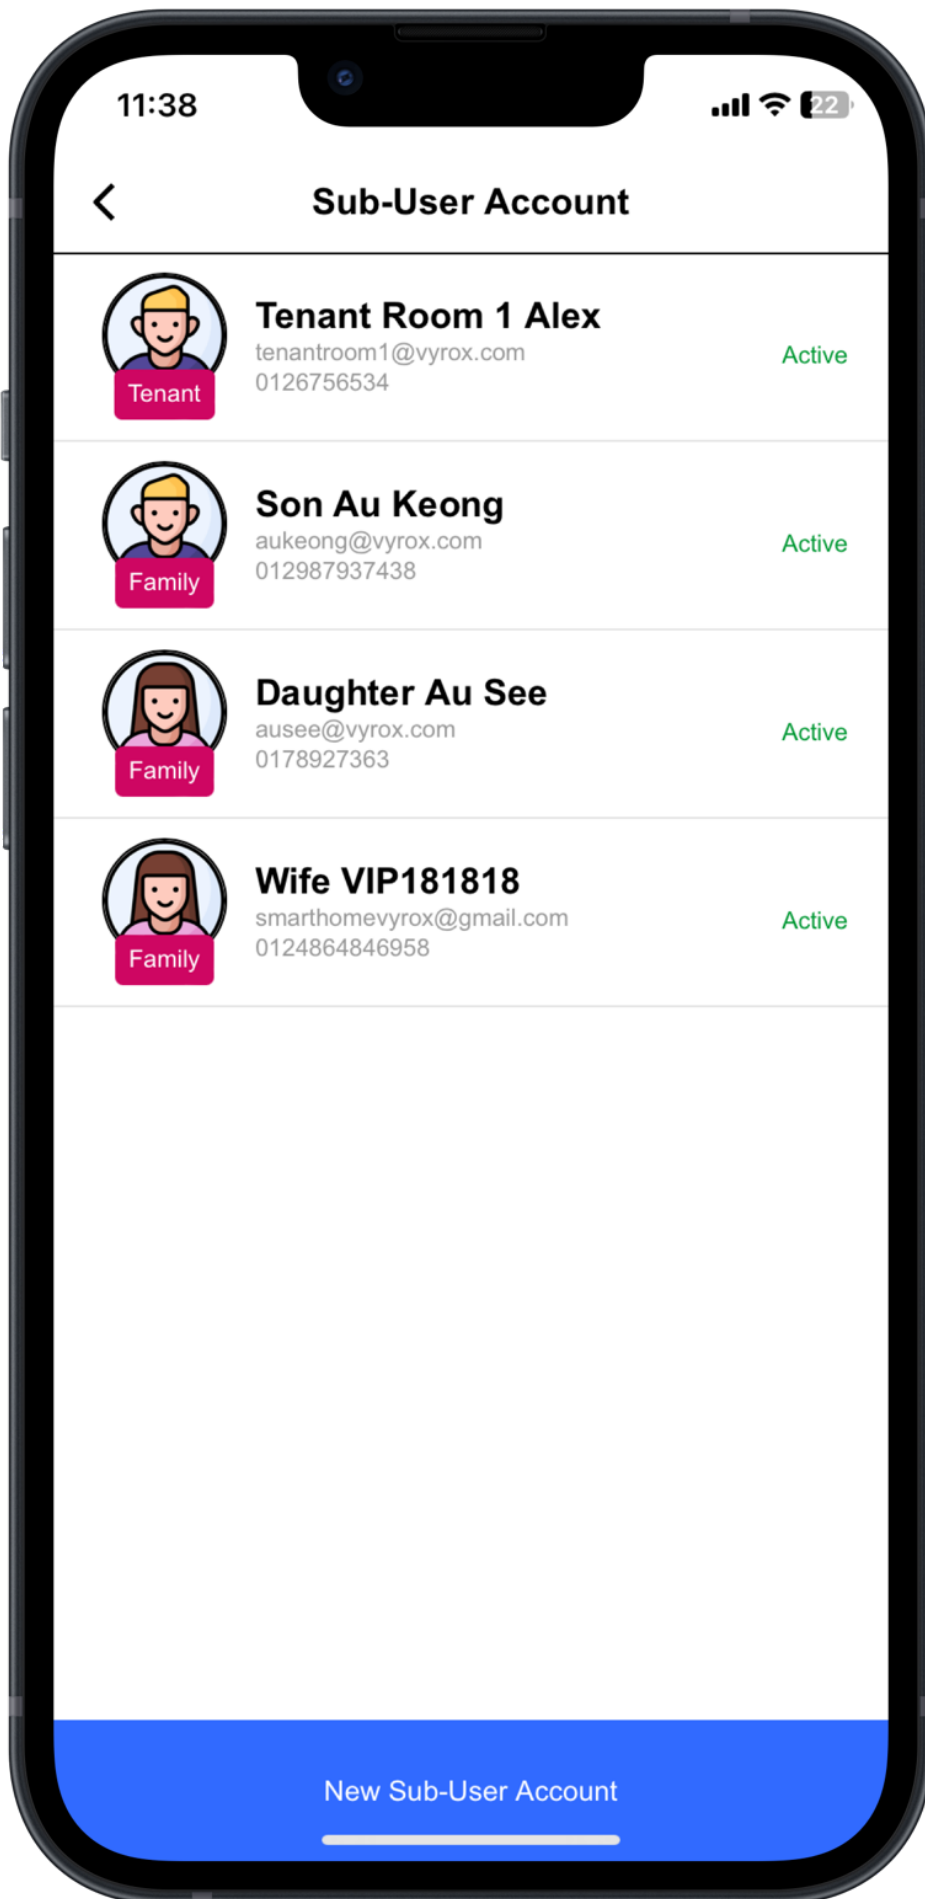 11:38
22
Sub-User Account
Tenant Room 1 Alex
tenantroom1@vyrox.com
0126756534
Active
Tenant
Son Au Keong
aukeong@vyrox.com
012987937438
Active
Family
Daughter Au See
ausee@vyrox.com
0178927363
Active
Family
Wife VIP181818
smarthomevyrox@gmail.com
0124864846958
Active
Family
New Sub-User Account